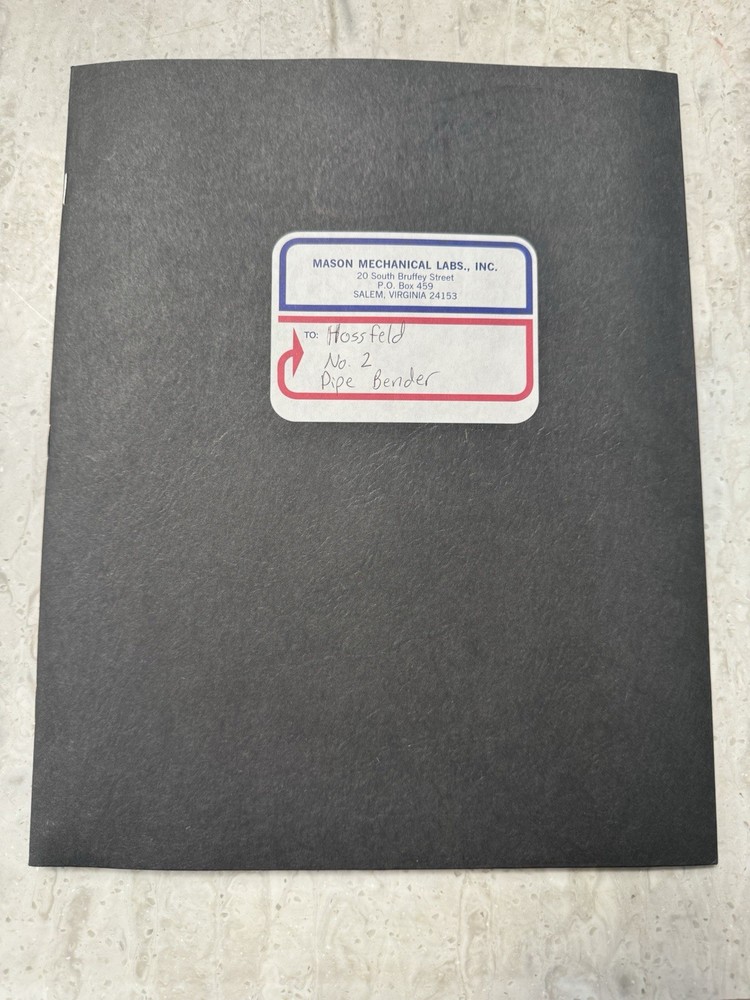 MASON MECHANICAL LABS., INC.
20 South Bruffey Street
P.O. Box 459
SALEM, VIRGINIA 24153
TO: Hossfeld
No. 2
Pipe Bender